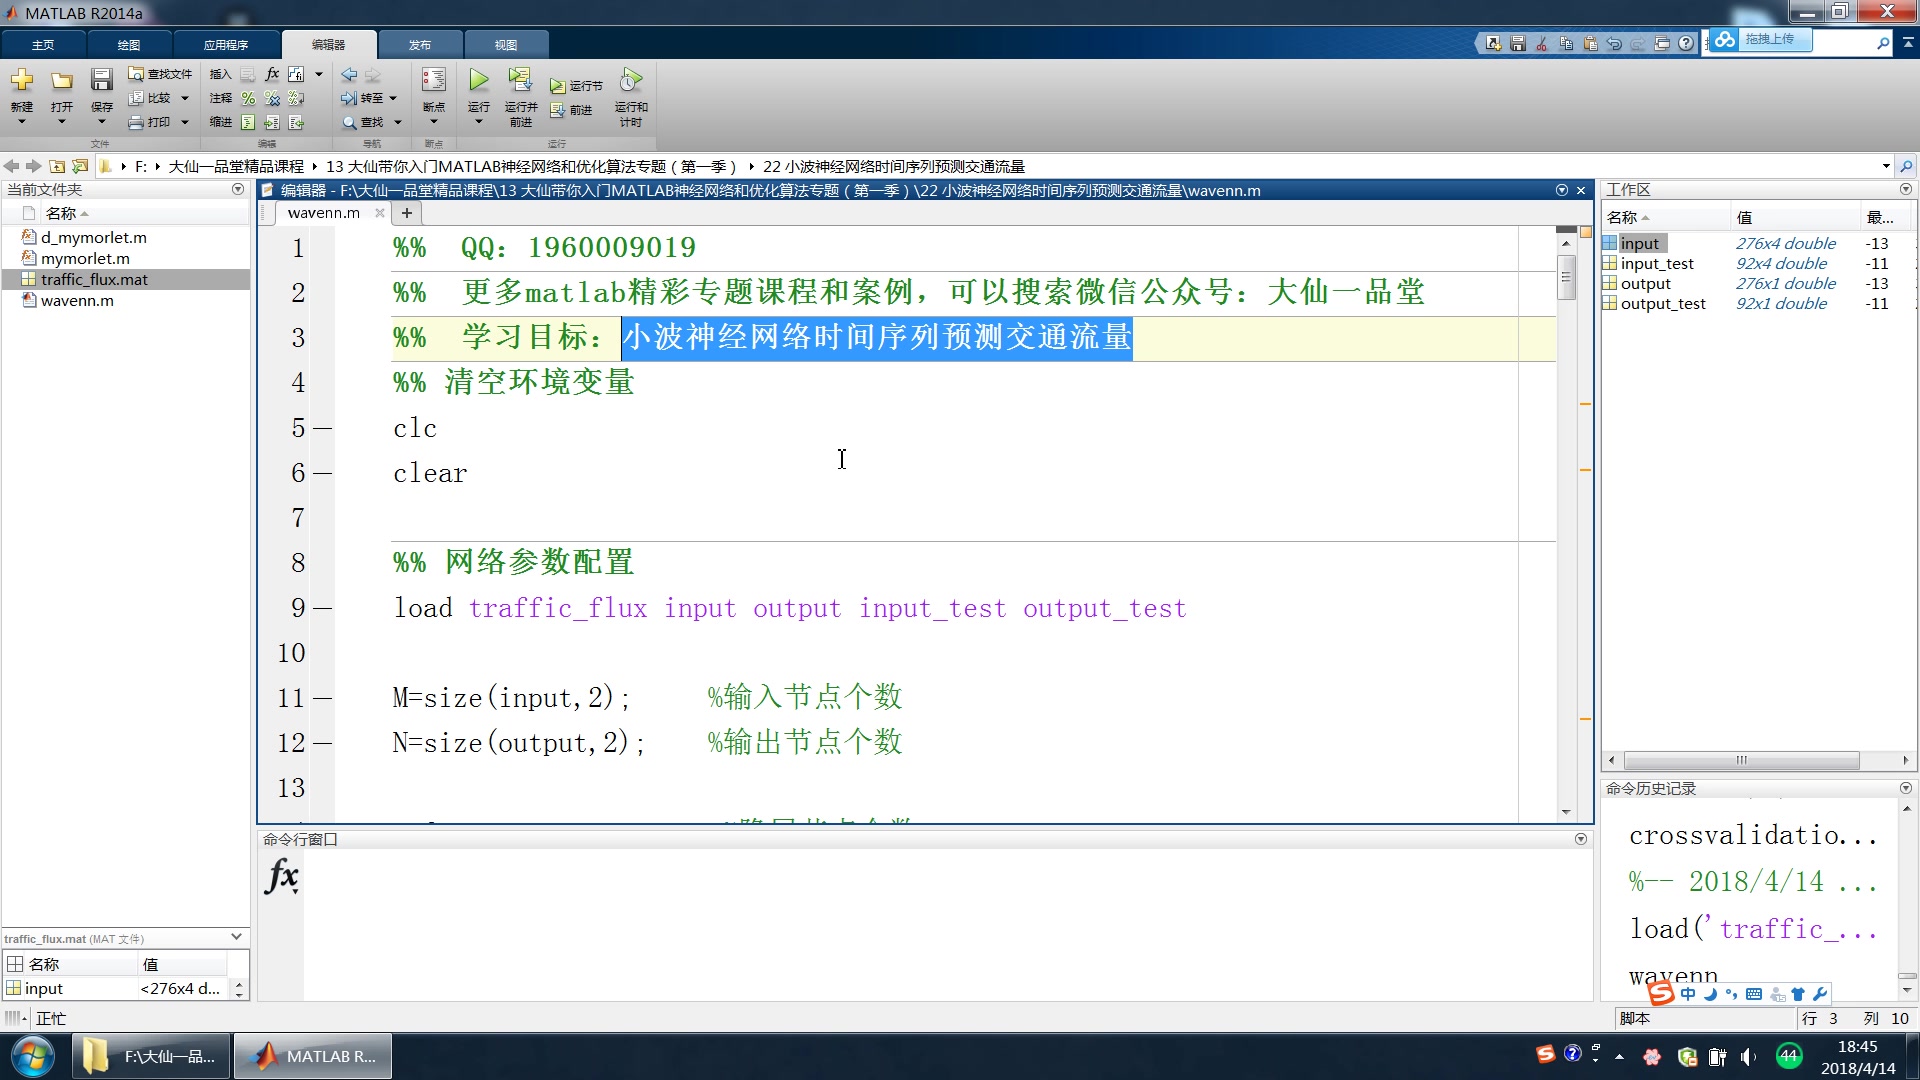 MATLAB R2014a
主页
绘图
应用程序
编辑器
发布
视图
拖拽上传
新建
打开
保存
查找文件
比较
打印
文件
插入
fx
注释
缩进
编辑
转至
查找
导航
断点
断点
运行
运行并
前进
运行节
前进
运行和
计时
运行
F:
大仙一品堂精品课程
13 大仙带你入门MATLAB神经网络和优化算法专题（第一季）
22 小波神经网络时间序列预测交通流量
当前文件夹
名称
d_mymorlet.m
mymorlet.m
traffic_flux.mat
wavenn.m
编辑器 - F:\大仙一品堂精品课程\13 大仙带你入门MATLAB神经网络和优化算法专题（第一季）\22 小波神经网络时间序列预测交通流量\wavenn.m
wavenn.m
1 %% QQ: 1960009019
2 %% 更多matlab精彩专题课程和案例，可以搜索微信公众号：大仙一品堂
3 %% 学习目标：小波神经网络时间序列预测交通流量
4 %% 清空环境变量
5 clc
6 clear
7
8 %% 网络参数配置
9 load traffic_flux input output input_test output_test
10
11 M=size(input,2); %输入节点个数
12 N=size(output,2); %输出节点个数
13
工作区
名称 值 最...
input 276x4 double -13
input_test 92x4 double -11
output 276x1 double -13
output_test 92x1 double -11
命令行窗口
fx
命令历史记录
crossvalidatio...
%-- 2018/4/14 ...
load('traffic_...
wavenn
traffic_flux.mat (MAT 文件)
名称 值
input <276x4 d...
正忙
中
脚本
行 3 列 10
F:\大仙一品...
MATLAB R...
44
18:45
2018/4/14